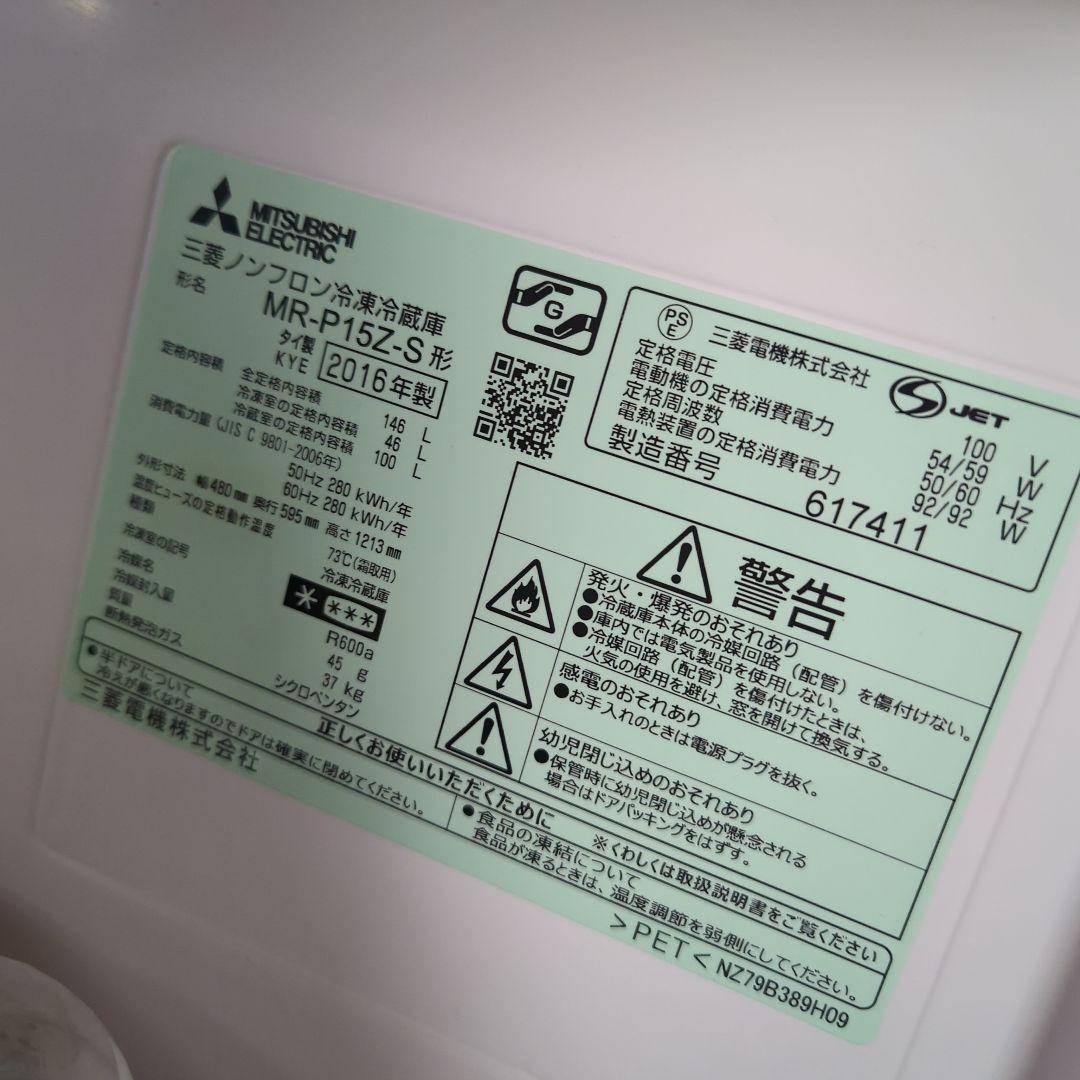 MITSUBISHI
ELECTRIC
三菱ノンフロン冷凍冷蔵庫
形名
MR-P15Z-S 形
タイ製
KYE 2016年製
定格内容積
全定格内容積 146 L
冷凍室の定格内容積 46 L
冷蔵室の定格内容積 100 L
消費電力量 (JIS C 9801-2006年)
50Hz 280 kWh/年
60Hz 280 kWh/年
外形寸法 幅480mm 奥行595mm 高さ1213mm
温度ヒューズの定格動作温度 73℃(霜取用)
種類 冷凍冷蔵庫
冷凍室の記号 ****
冷媒名 R600a
冷媒封入量 45 g
質量 37 kg
断熱発泡ガス シクロペンタン
G
PS
E
三菱電機株式会社
JET
定格電圧 100 V
電動機の定格消費電力 54/59 W
定格周波数 50/60 Hz
電熱装置の定格消費電力 92/92 W
製造番号 617411
警告
発火・爆発のおそれあり
●冷蔵庫本体の冷媒回路(配管)を傷付けない。
●庫内では電気製品を使用しない。
●冷媒回路(配管)を傷付けたときは、
火気の使用を避け、窓を開けて換気する。
感電のおそれあり
●お手入れのときは電源プラグを抜く。
幼児閉じ込めのおそれあり
●保管時に幼児閉じ込めが懸念される
場合はドアパッキングをはずす。
正しくお使いいただくために ※くわしくは取扱説明書をご覧ください
●半ドアについて
冷えが悪くなりますのでドアは確実に閉めてください。
●食品の凍結について
食品が凍るときは、温度調節を弱側にしてください。
三菱電機株式会社
>PET< NZ79B389H09